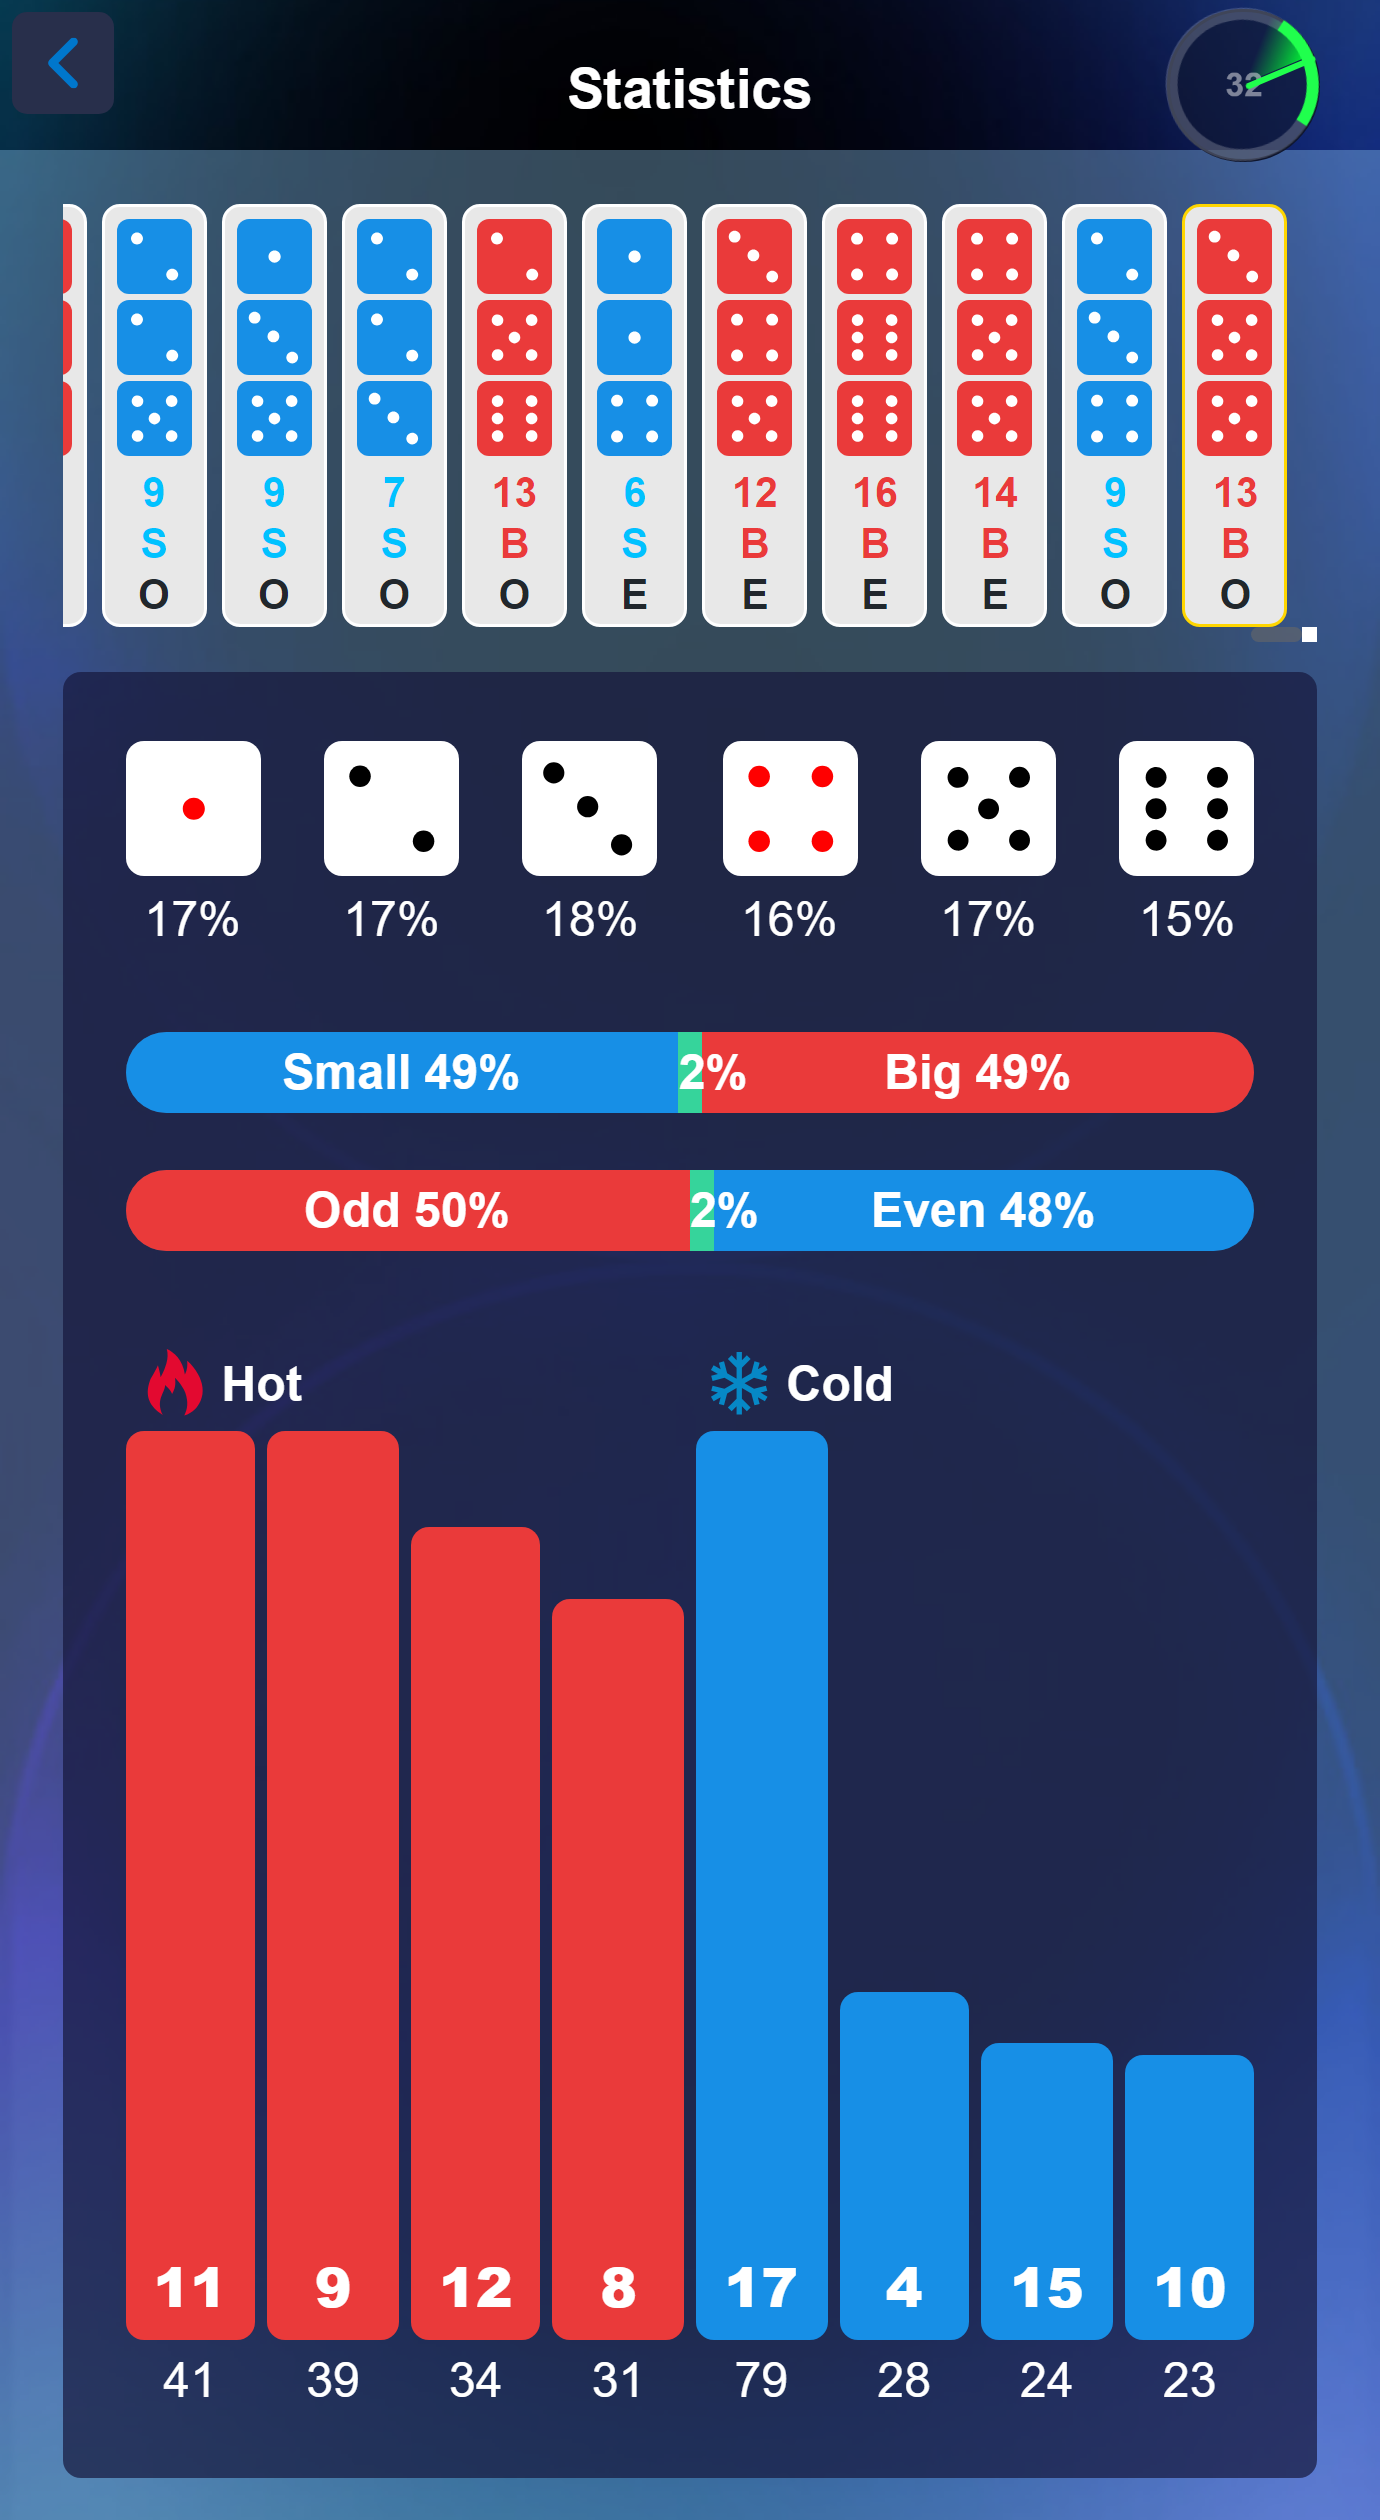 Statistics
32
9 9 7 13 6 12 16 14 9 13
S S S B S B B B S B
O O O O E E E E O O
17% 17% 18% 16% 17% 15%
Small 49% 2% Big 49%
Odd 50% 2% Even 48%
Hot Cold
11 9 12 8 17 4 15 10
41 39 34 31 79 28 24 23